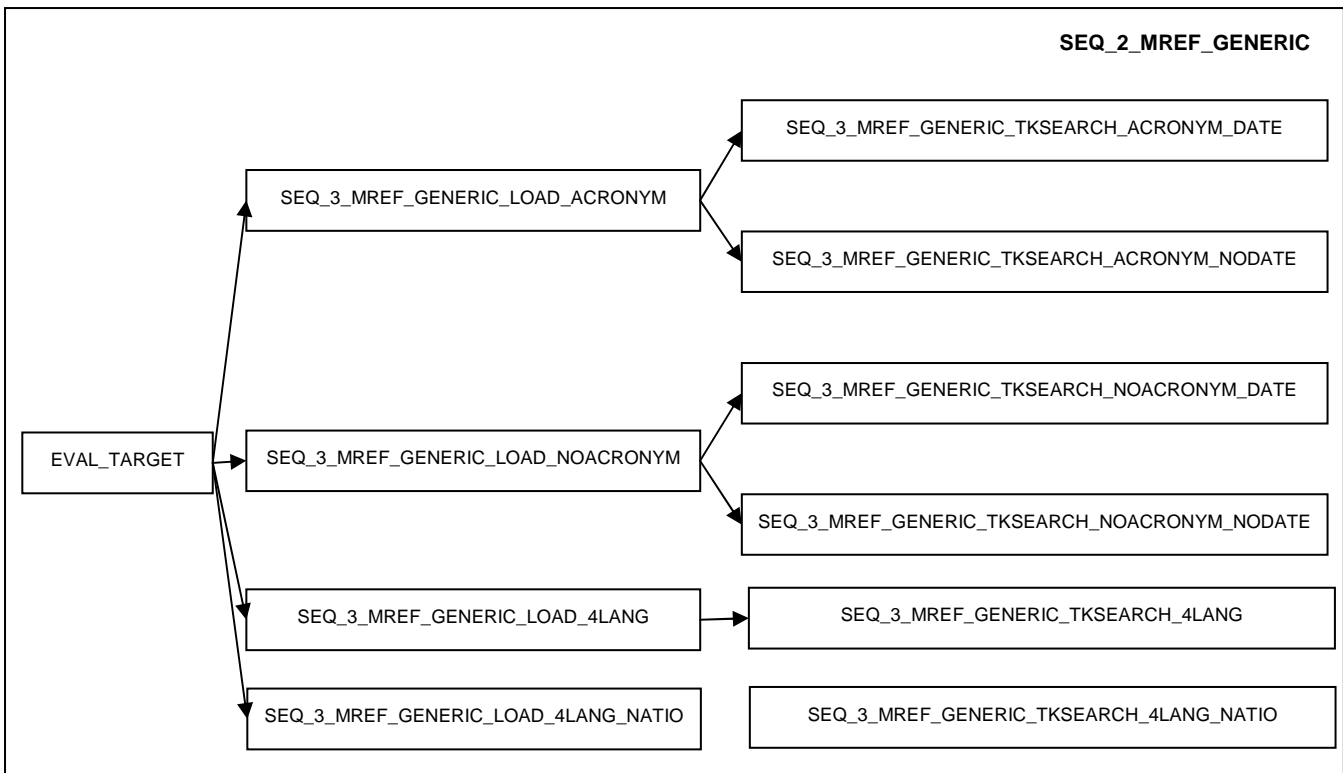 SEQ_2_MREF_GENERIC
SEQ_3_MREF_GENERIC_TKSEARCH_ACRONYM_DATE
SEQ_3_MREF_GENERIC_LOAD_ACRONYM
SEQ_3_MREF_GENERIC_TKSEARCH_ACRONYM_NODATE
SEQ_3_MREF_GENERIC_TKSEARCH_NOACRONYM_DATE
EVAL_TARGET
SEQ_3_MREF_GENERIC_LOAD_NOACRONYM
SEQ_3_MREF_GENERIC_TKSEARCH_NOACRONYM_NODATE
SEQ_3_MREF_GENERIC_LOAD_4LANG
SEQ_3_MREF_GENERIC_TKSEARCH_4LANG
SEQ_3_MREF_GENERIC_LOAD_4LANG_NATIO
SEQ_3_MREF_GENERIC_TKSEARCH_4LANG_NATIO